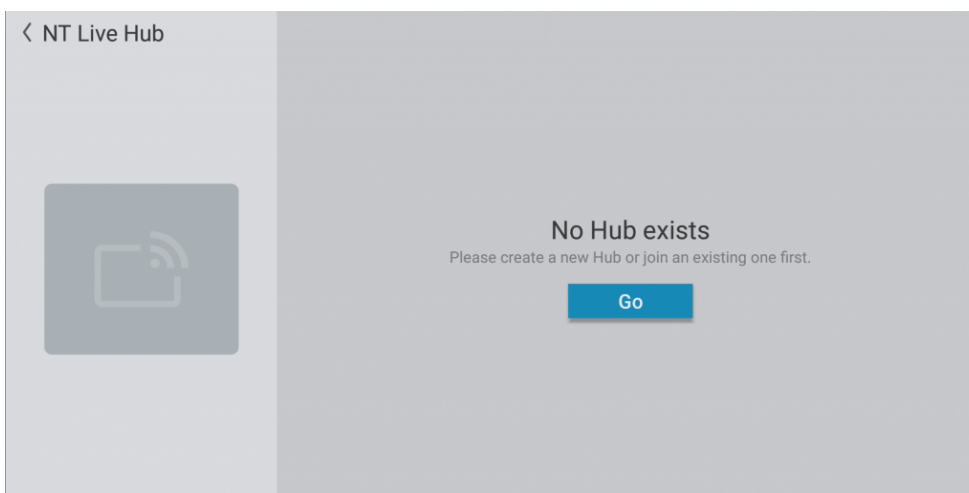 NT Live Hub
No Hub exists
Please create a new Hub or join an existing one first.
Go